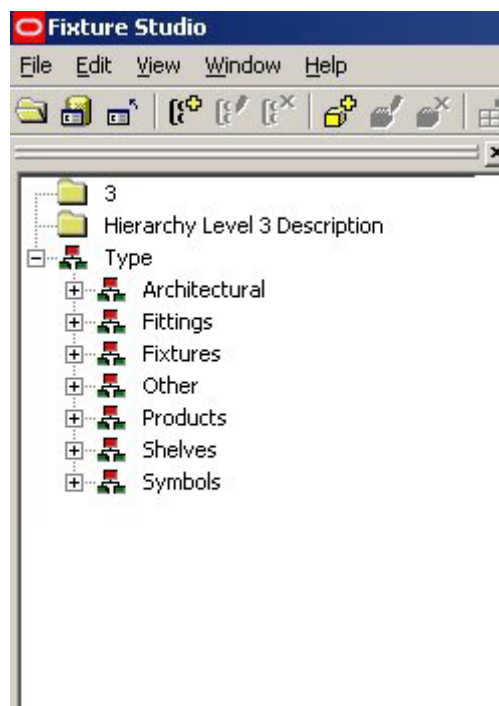 Fixture Studio
File Edit View Window Help
3
Hierarchy Level 3 Description
Type
Architectural
Fittings
Fixtures
Other
Products
Shelves
Symbols